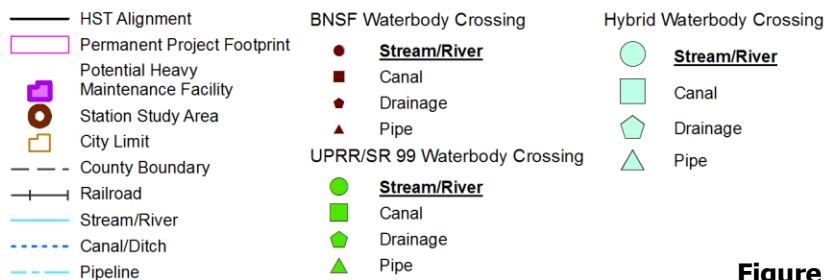 HST Alignment
Permanent Project Footprint
Potential Heavy
Maintenance Facility
Station Study Area
City Limit
County Boundary
Railroad
Stream/River
Canal/Ditch
Pipeline
BNSF Waterbody Crossing
Stream/River
Canal
Drainage
Pipe
UPRR/SR 99 Waterbody Crossing
Stream/River
Canal
Drainage
Pipe
Hybrid Waterbody Crossing
Stream/River
Canal
Drainage
Pipe
Figure